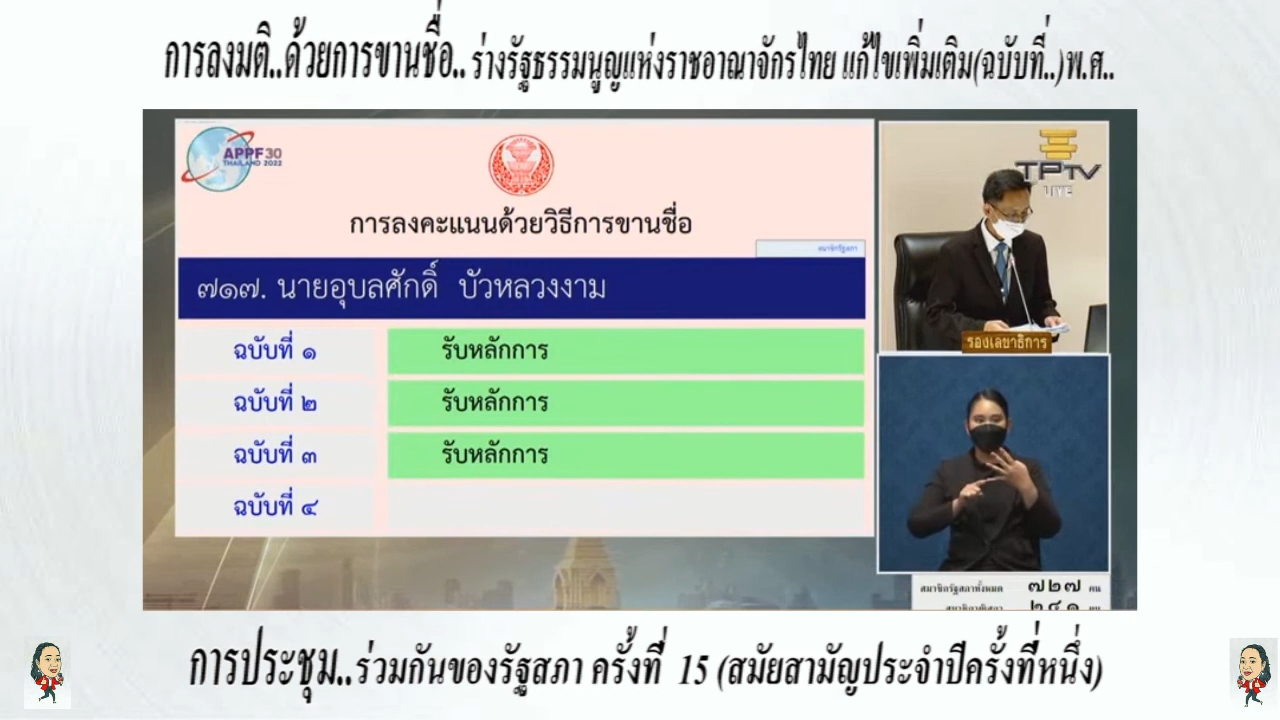 การลงมติ..ด้วยการขานชื่อ.. ร่างรัฐธรรมนูญแห่งราชอาณาจักรไทย แก้ไขเพิ่มเติม(ฉบับที่..)พ.ศ..
APPF30
THAILAND 2022
TPTV
LIVE
การลงคะแนนด้วยวิธีการขานชื่อ
สมาชิกรัฐสภา
๗๑๗. นายอุบลศักดิ์ บัวหลวงงาม
ฉบับที่ ๑ รับหลักการ
รองเลขาธิการ
ฉบับที่ ๒ รับหลักการ
ฉบับที่ ๓ รับหลักการ
ฉบับที่ ๔
สมาชิกรัฐสภาทั้งหมด ๗๒๗ คน
การประชุม..ร่วมกันของรัฐสภา ครั้งที่ 15 (สมัยสามัญประจำปีครั้งที่หนึ่ง)